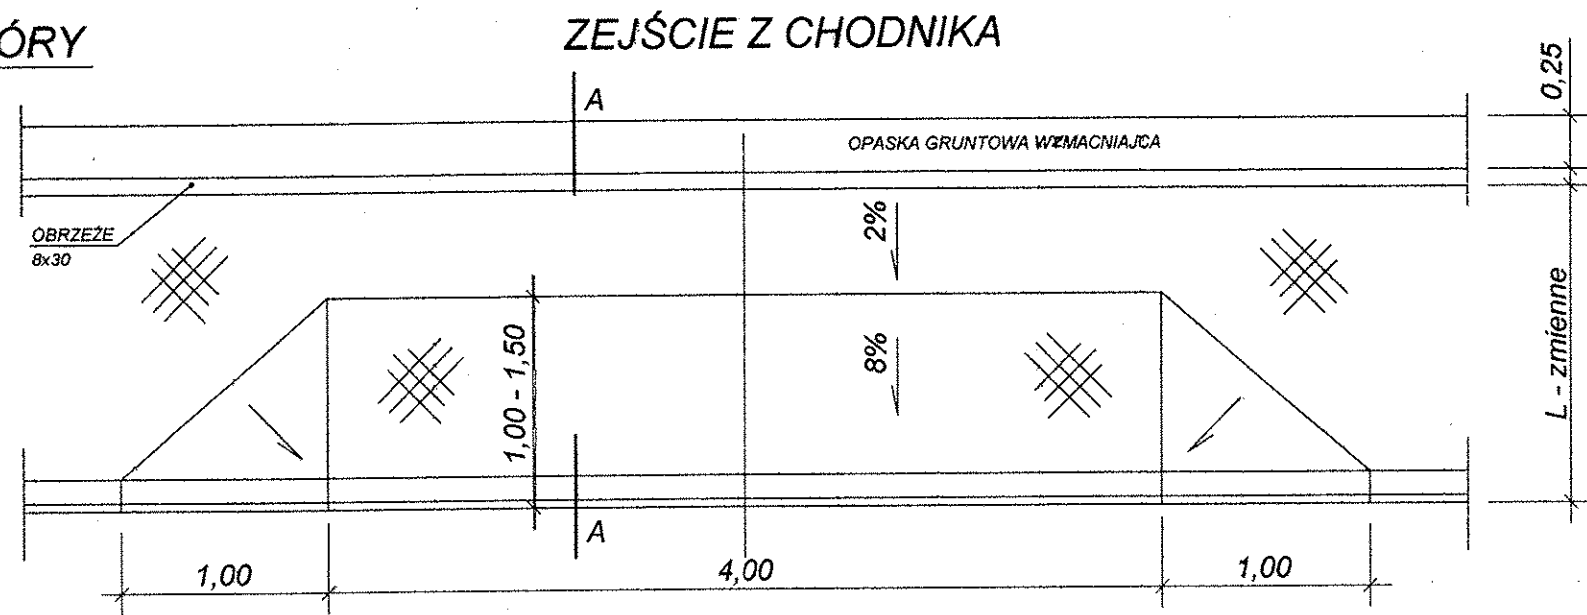 ÓRY
ZEJŚCIE Z CHODNIKA
A
0,25
OPASKA GRUNTOWA WZMACNIAJCA
OBRZEŻE
8x30
2%
8%
1,00 - 1,50
L - zmienne
A
1,00
4,00
1,00